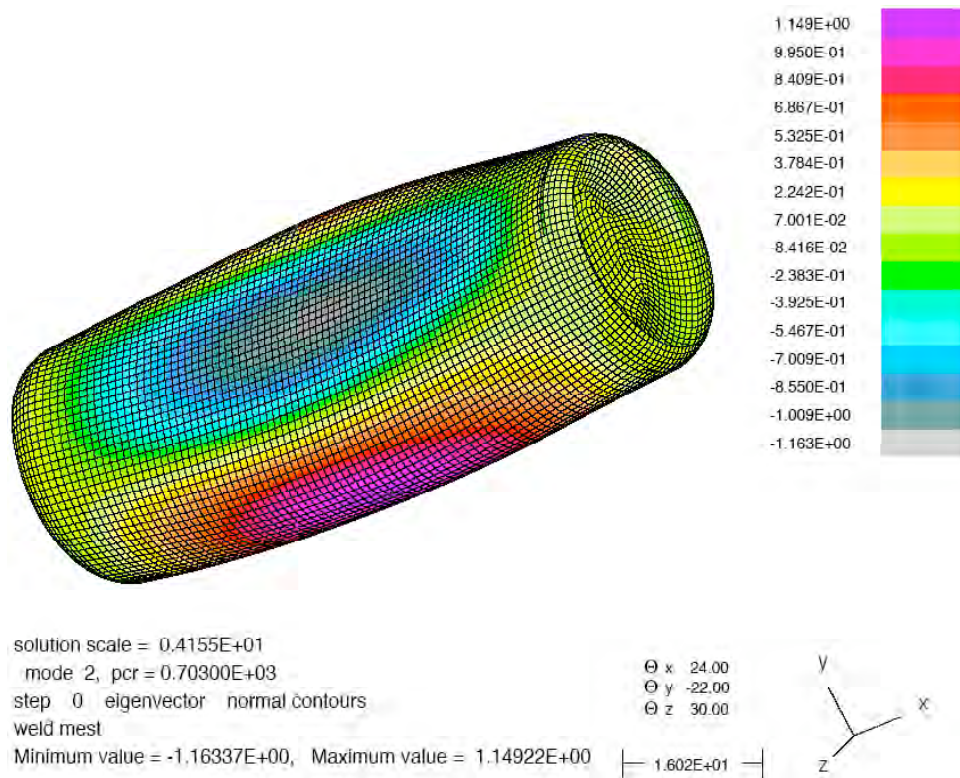 1.149E+00
9.950E-01
8.409E-01
6.867E-01
5.325E-01
3.784E-01
2.242E-01
7.001E-02
-8.416E-02
-2.383E-01
-3.925E-01
-5.467E-01
-7.009E-01
-8.550E-01
-1.009E+00
-1.163E+00
solution scale = 0.4155E+01
mode 2, pcr = 0.70300E+03
step 0 eigenvector normal contours
weld mest
Minimum value = -1.16337E+00, Maximum value = 1.14922E+00
Θ x 24.00
Θ y -22.00
Θ z 30.00
1.602E+01
y
x
z